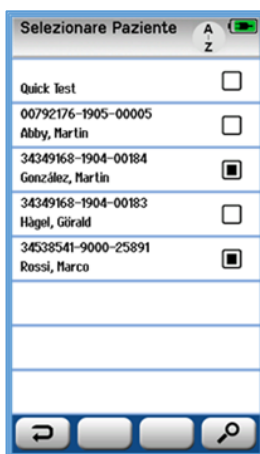 Selezionare Paziente
A
Z
Quick Test
00792176-1905-00005
Abby, Martin
34349168-1904-00184
González, Martin
34349168-1904-00183
Hàgel, Görald
34538541-9000-25891
Rossi, Marco